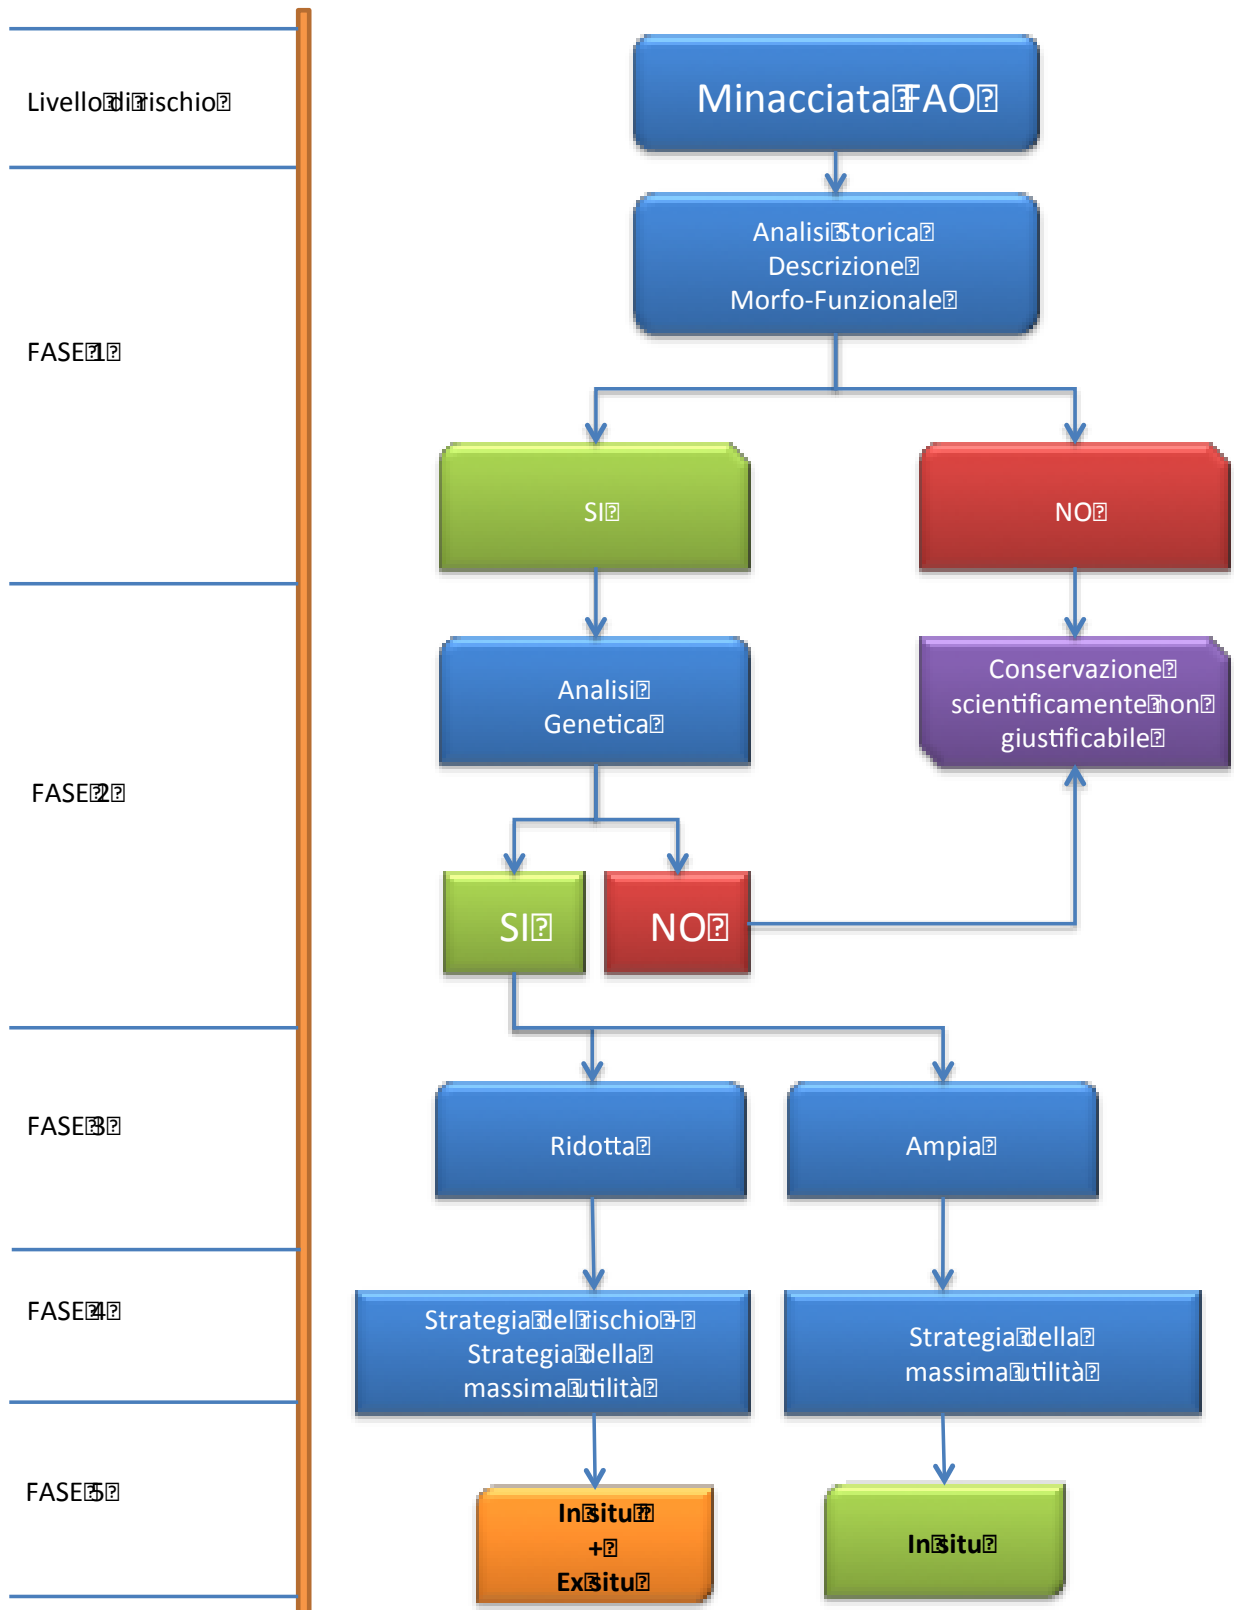 Livello di rischio
Minacciata FAO
FASE 1
Analisi Storica
Descrizione
Morfo-Funzionale
SI
NO
FASE 2
Analisi
Genetica
Conservazione
scientificamente non
giustificabile
SI
NO
FASE 3
Ridotta
Ampia
FASE 4
Strategia del rischio +
Strategia della
massima utilità
Strategia della
massima utilità
FASE 5
In situ
+
Ex situ
In situ